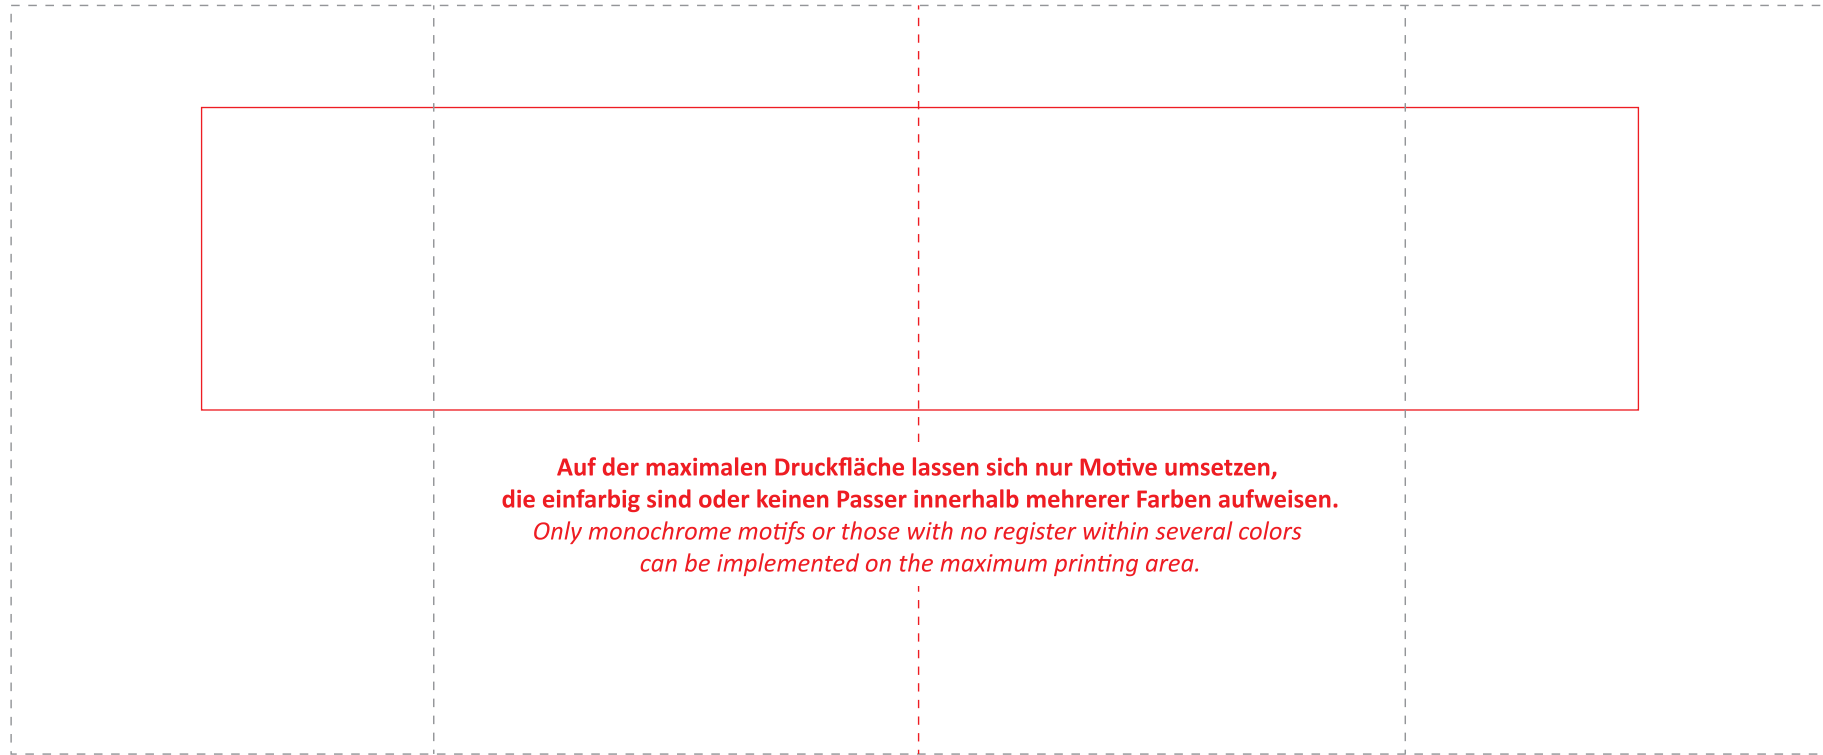 Auf der maximalen Druckfläche lassen sich nur Motive umsetzen,
die einfarbig sind oder keinen Passer innerhalb mehrerer Farben aufweisen.
Only monochrome motifs or those with no register within several colors
can be implemented on the maximum printing area.